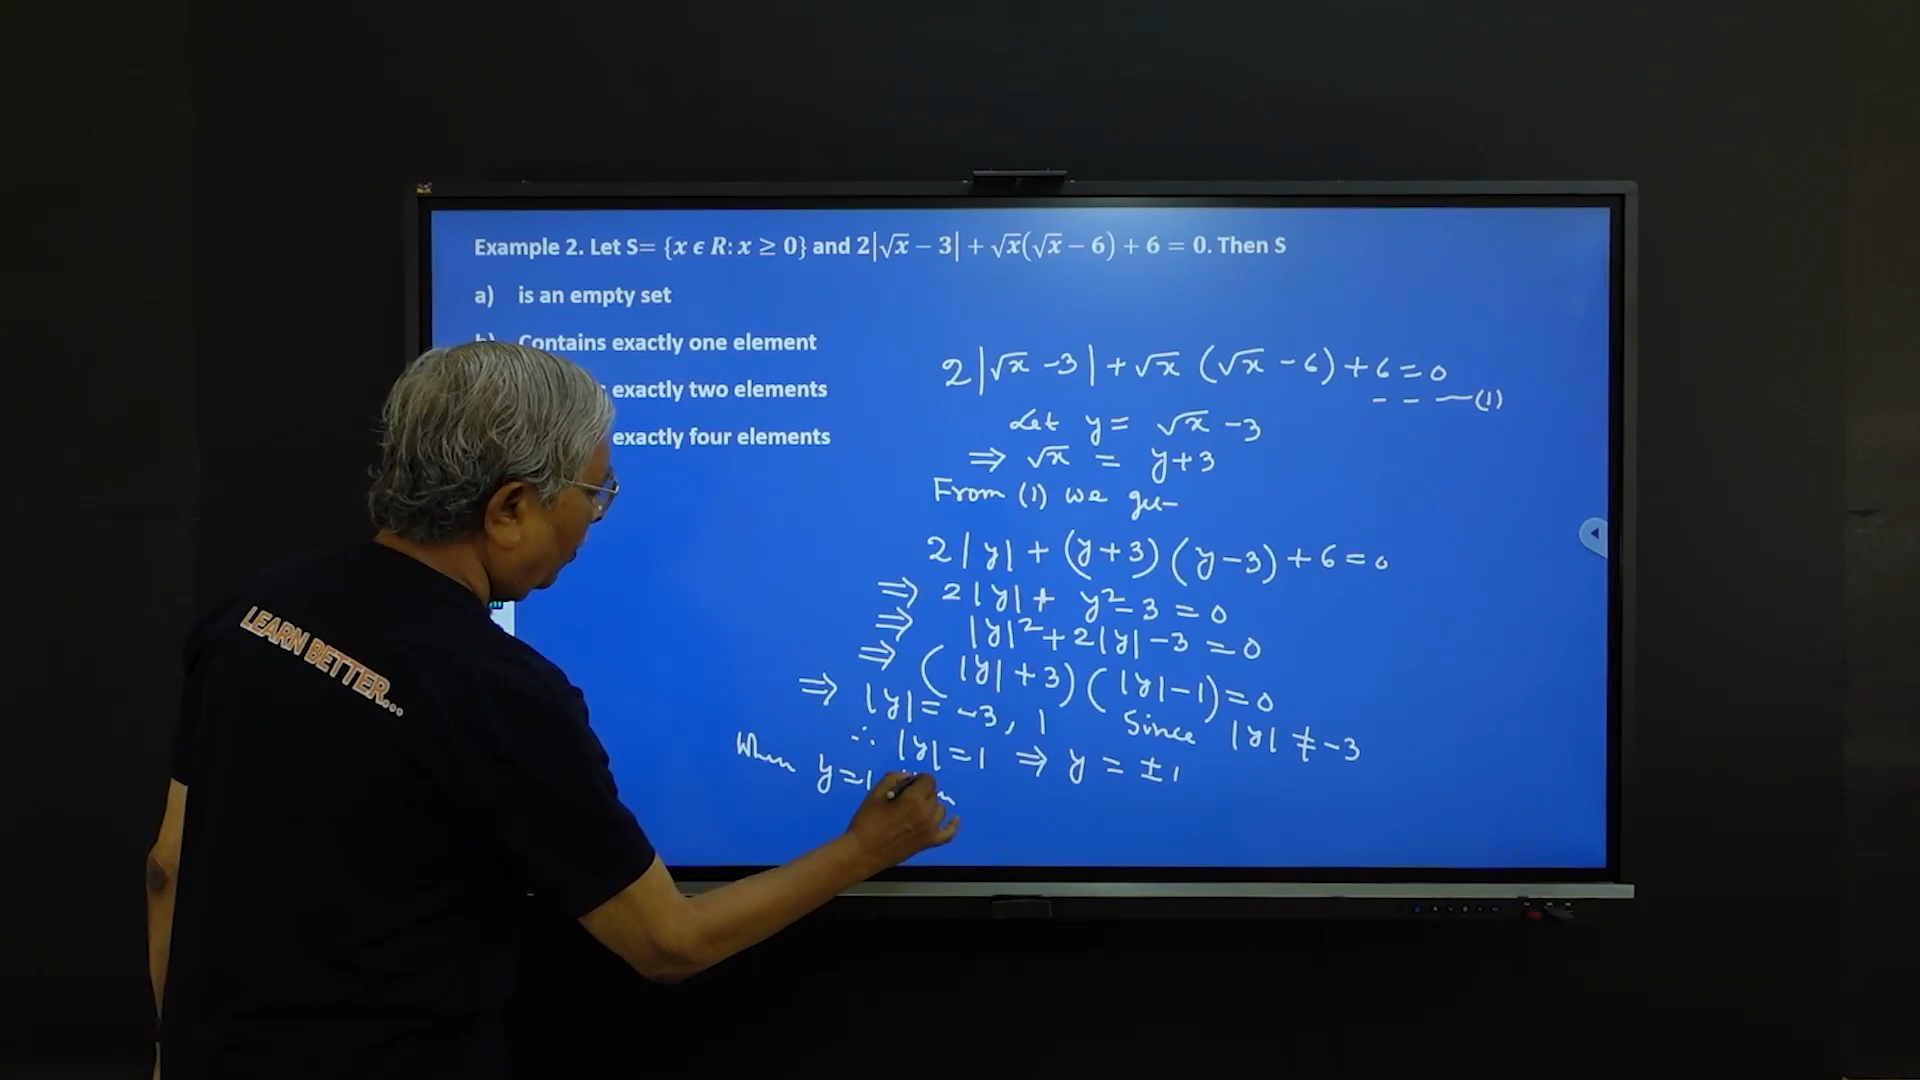 Example 2. Let S= {x ϵ R: x ≥ 0} and 2|√x − 3| + √x(√x − 6) + 6 = 0. Then S
a) is an empty set
b) Contains exactly one element
exactly two elements
exactly four elements
2|√x -3| + √x (√x - 6) + 6 = 0
- - — (1)
Let y = √x - 3
⇒ √x = y+3
From (1) we
2|y| + (y+3) (y-3) + 6 = 0
⇒ 2|y| + y² - 3 = 0
⇒ |y|² + 2|y| - 3 = 0
⇒ (|y| + 3) (|y| - 1) = 0
⇒ |y| = -3, 1 Since |y| ≠ -3
∴ |y| = 1 ⇒ y = ±1
When y=1
LEARN BETTER...